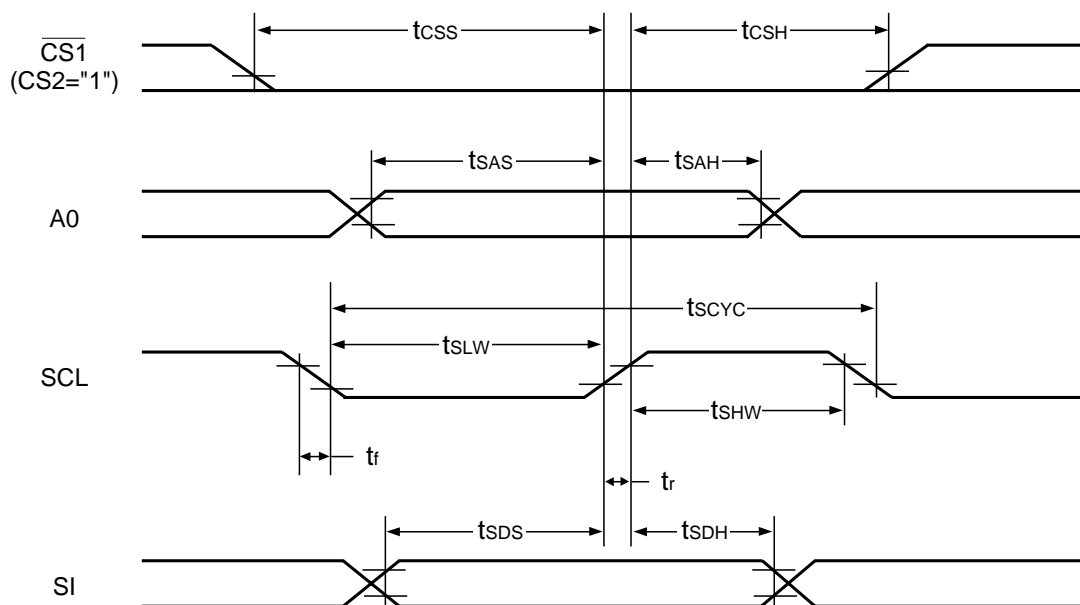 tCSS
tCSH
CS1
(CS2="1")
tSAS
tSAH
A0
tSCYC
tSLW
SCL
tSHW
tf
tr
tSDS
tSDH
SI